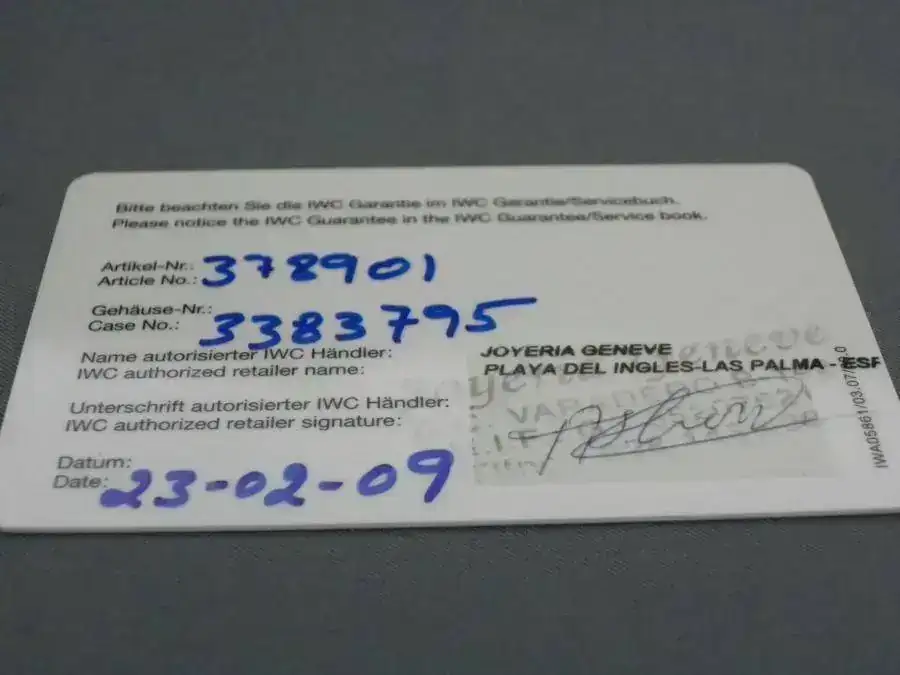 Bitte beachten Sie die IWC Garantie im IWC Garantie/Servicebuch.
Please notice the IWC Guarantee in the IWC Guarantee/Service book.
Artikel-Nr.:
Article No.: 378901
Gehäuse-Nr.:
Case No.: 3383795
Name autorisierter IWC Händler:
IWC authorized retailer name:
JOYERIA GENEVE
PLAYA DEL INGLES-LAS PALMA -
Unterschrift autorisierter IWC Händler:
IWC authorized retailer signature:
Datum:
Date: 23-02-09